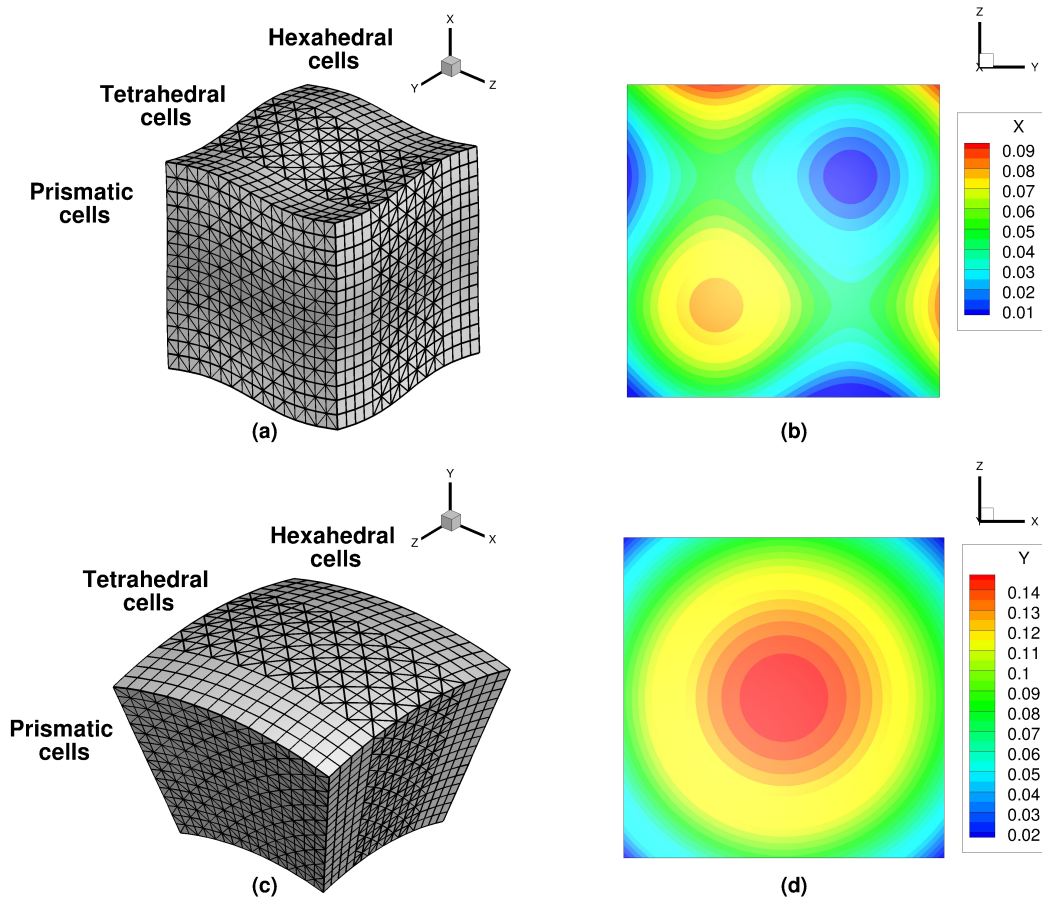 Hexahedral
cells
Tetrahedral
cells
Prismatic
cells
X
Y
Z
(a)
Z
X
Y
X
0.09
0.08
0.07
0.06
0.05
0.04
0.03
0.02
0.01
(b)
Hexahedral
cells
Tetrahedral
cells
Prismatic
cells
Y
Z
X
(c)
Z
Y
X
Y
0.14
0.13
0.12
0.11
0.1
0.09
0.08
0.07
0.06
0.05
0.04
0.03
0.02
(d)